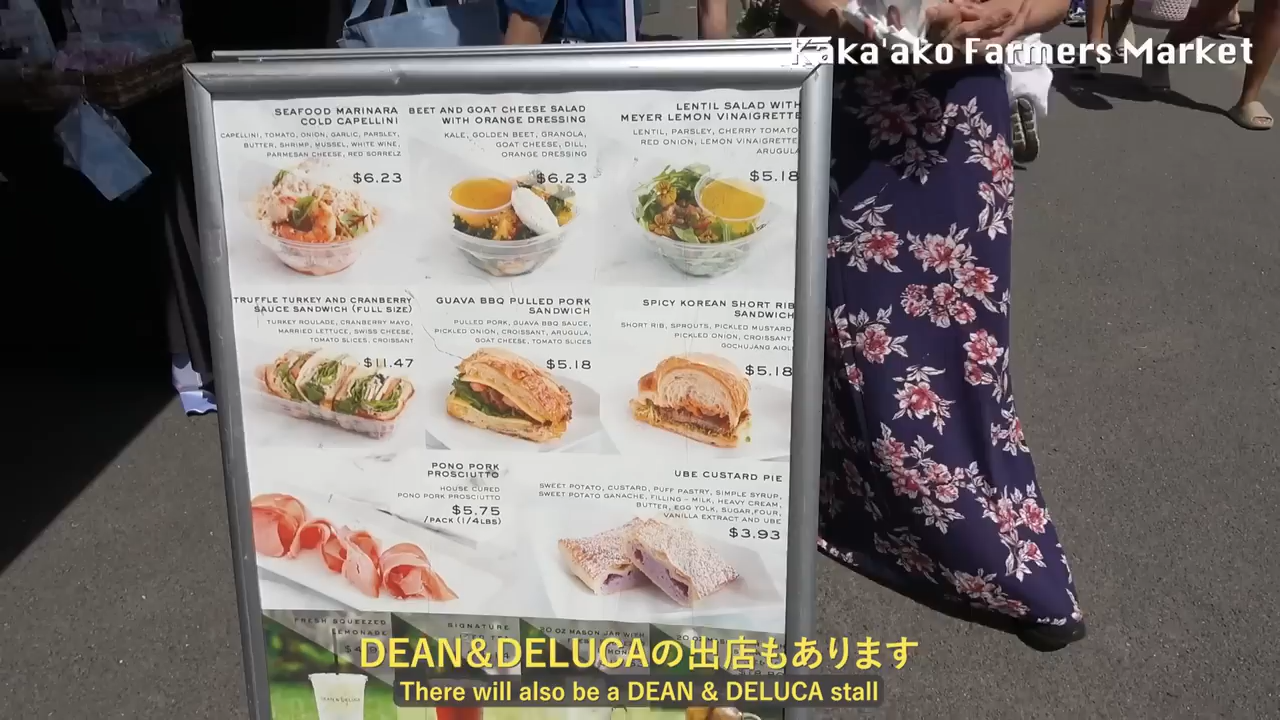 Kaka'ako Farmers Market
SEAFOOD MARINARA
COLD CAPELLINI
CAPELLINI, TOMATO, ONION, GARLIC, PARSLEY,
BUTTER, SHRIMP, MUSSEL, WHITE WINE,
PARMESAN CHEESE, RED SORREL
$6.23
BEET AND GOAT CHEESE SALAD
WITH ORANGE DRESSING
KALE, GOLDEN BEET, GRANOLA,
GOAT CHEESE, DILL,
ORANGE DRESSING
$6.23
LENTIL SALAD WITH
MEYER LEMON VINAIGRETTE
LENTIL, PARSLEY, CHERRY TOMATO
RED ONION, LEMON VINAIGRETTE
ARUGULA
$5.18
TRUFFLE TURKEY AND CRANBERRY
SAUCE SANDWICH (FULL SIZE)
TURKEY ROULADE, CRANBERRY MAYO,
MARRIED LETTUCE, SWISS CHEESE,
TOMATO SLICES, CROISSANT
$11.47
GUAVA BBQ PULLED PORK
SANDWICH
PULLED PORK, GUAVA BBQ SAUCE,
PICKLED ONION, CROISSANT, ARUGULA,
GOAT CHEESE, TOMATO SLICES
$5.18
SPICY KOREAN SHORT RIB
SANDWICH
SHORT RIB, SPROUTS, PICKLED MUSTARD,
PICKLED ONION, CROISSANT,
GOCHUJANG AIOLI
$5.18
PONO PORK
PROSCIUTTO
HOUSE CURED
PONO PORK PROSCIUTTO
$5.75
/PACK (1/4LBS)
UBE CUSTARD PIE
SWEET POTATO, CUSTARD, PUFF PASTRY, SIMPLE SYRUP,
SWEET POTATO GANACHE, FILLING - MILK, HEAVY CREAM,
BUTTER, EGG YOLK, SUGAR,FOUR,
VANILLA EXTRACT AND UBE
$3.93
FRESH SQUEEZED
LEMONADE
SIGNATURE
20 OZ MASON JAR WITH
20 OZ
DEAN & DELUCA
DEAN&DELUCAの出店もあります
There will also be a DEAN & DELUCA stall